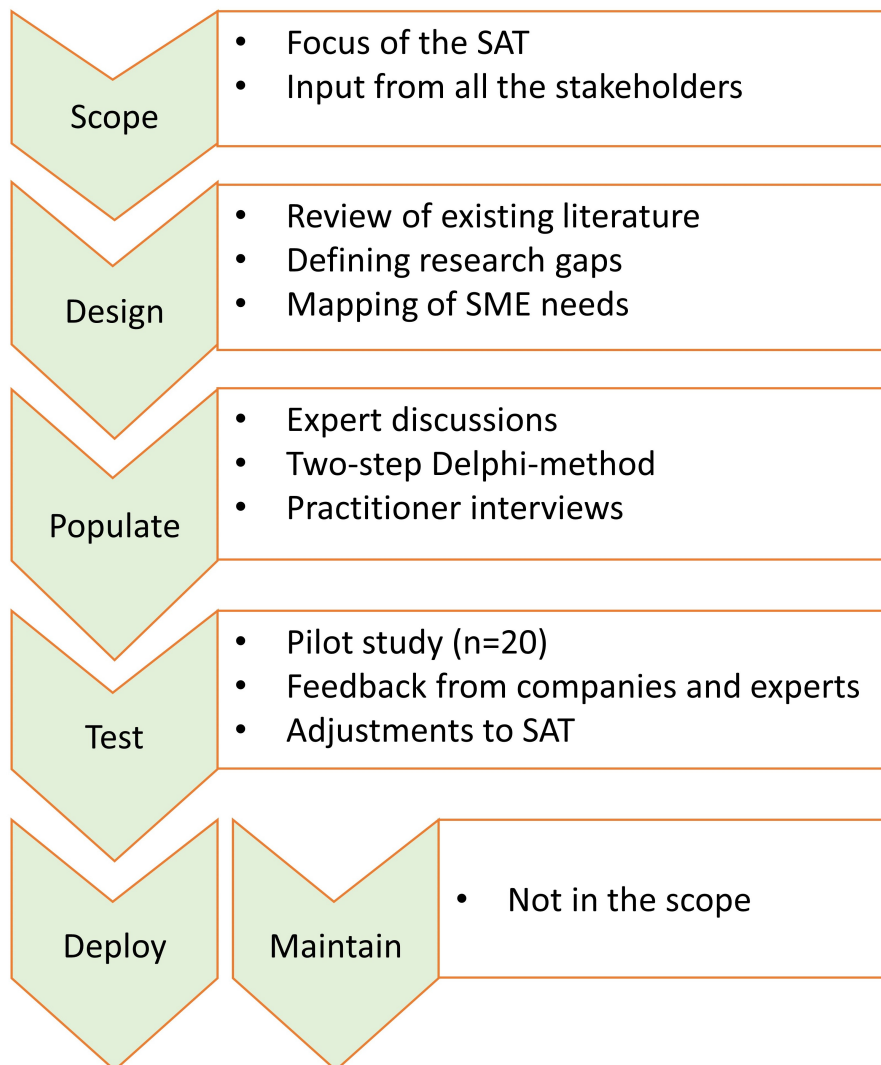 Scope
• Focus of the SAT
• Input from all the stakeholders
Design
• Review of existing literature
• Defining research gaps
• Mapping of SME needs
Populate
• Expert discussions
• Two-step Delphi-method
• Practitioner interviews
Test
• Pilot study (n=20)
• Feedback from companies and experts
• Adjustments to SAT
Deploy
Maintain
• Not in the scope